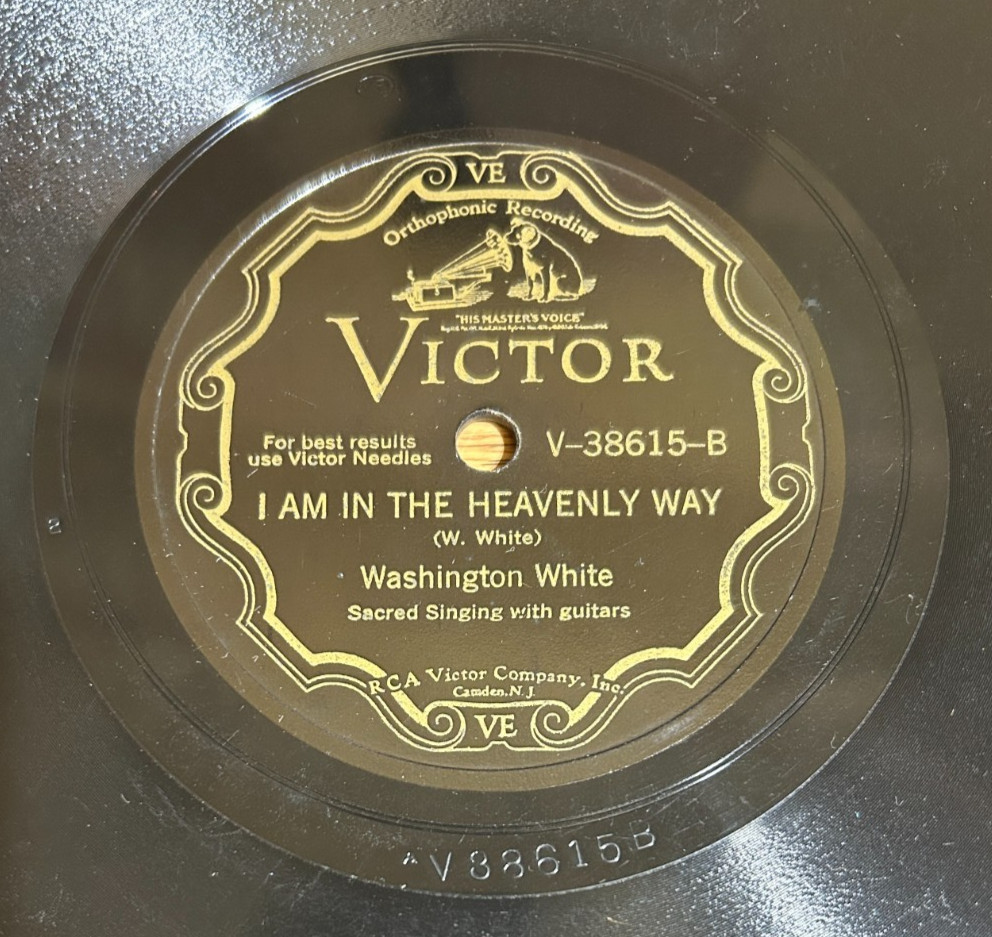 VE
Orthophonic Recording
"HIS MASTER'S VOICE"
VICTOR
For best results
use Victor Needles
V–38615–B
I AM IN THE HEAVENLY WAY
(W. White)
Washington White
Sacred Singing with guitars
RCA Victor Company, Inc.
Camden, N. J.
VE
A V38615B